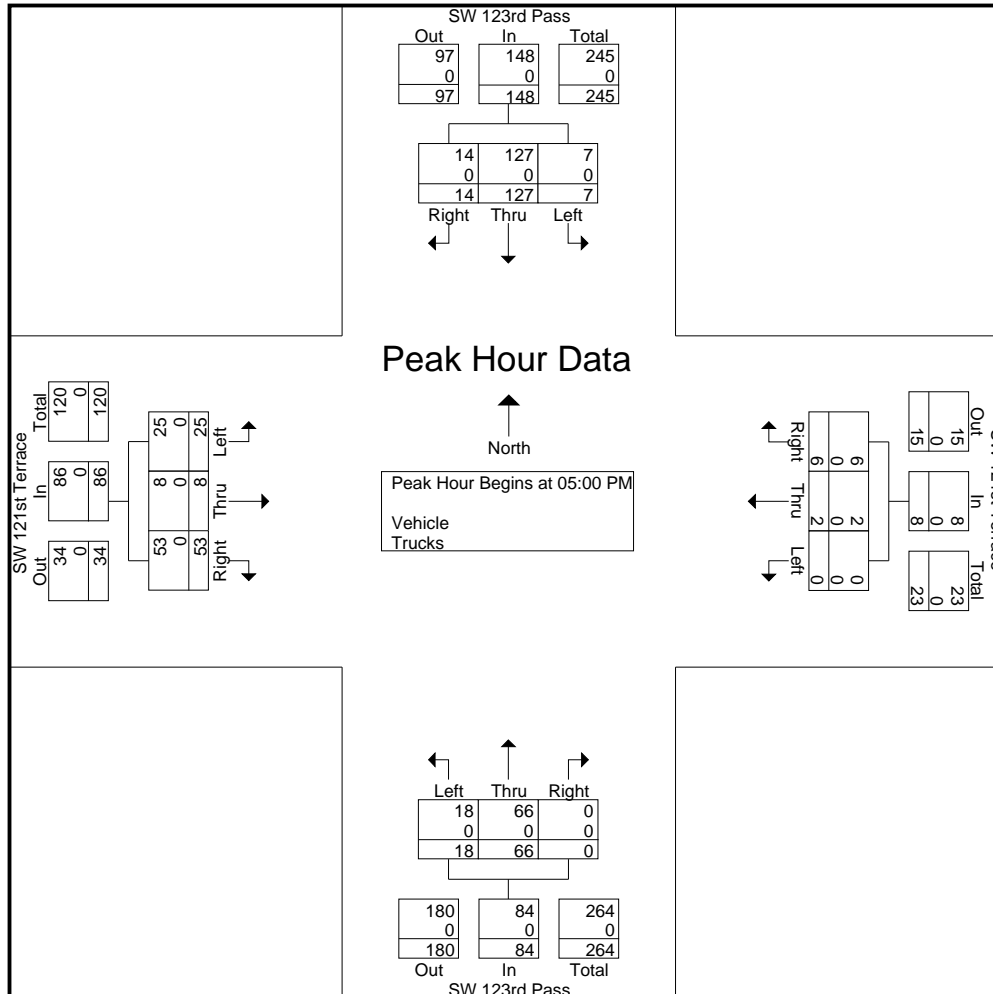 SW 123rd Pass
Out In Total
97 148 245
0 0 0
97 148 245
14 127 7
0 0 0
14 127 7
Right Thru Left
Peak Hour Data
North
Peak Hour Begins at 05:00 PM
Vehicle
Trucks
SW 121st Terrace
Out In Total
34 86 120
0 0 0
34 86 120
Right Thru Left
53 8 25
0 0 0
53 8 25
Out In Total
15 8 23
0 0 0
15 8 23
Right Thru Left
6 2 0
0 0 0
6 2 0
Left Thru Right
18 66 0
0 0 0
18 66 0
180 84 264
0 0 0
180 84 264
Out In Total
SW 123rd Pass